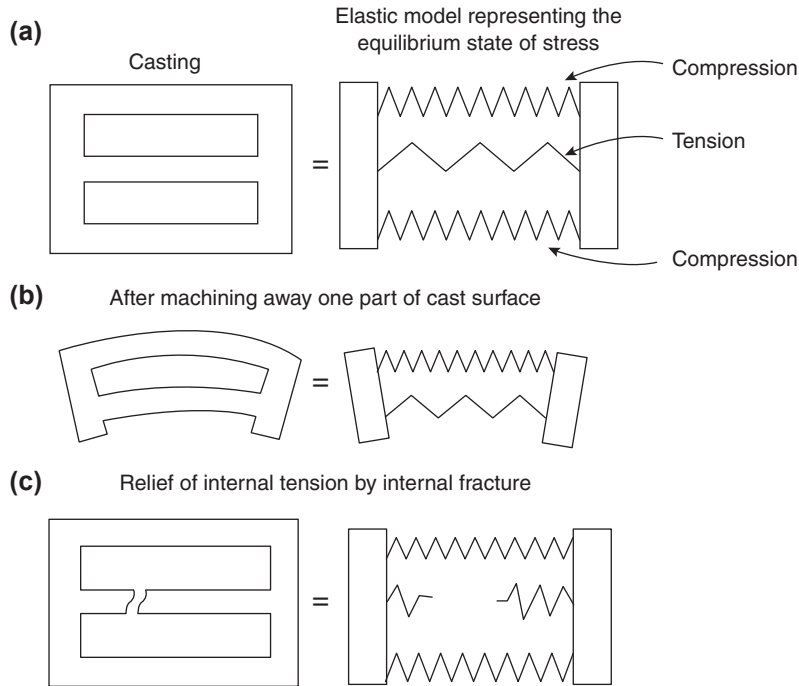 (a)
Elastic model representing the
equilibrium state of stress
Casting
Compression
=
Tension
Compression
(b)
After machining away one part of cast surface
=
(c)
Relief of internal tension by internal fracture
=